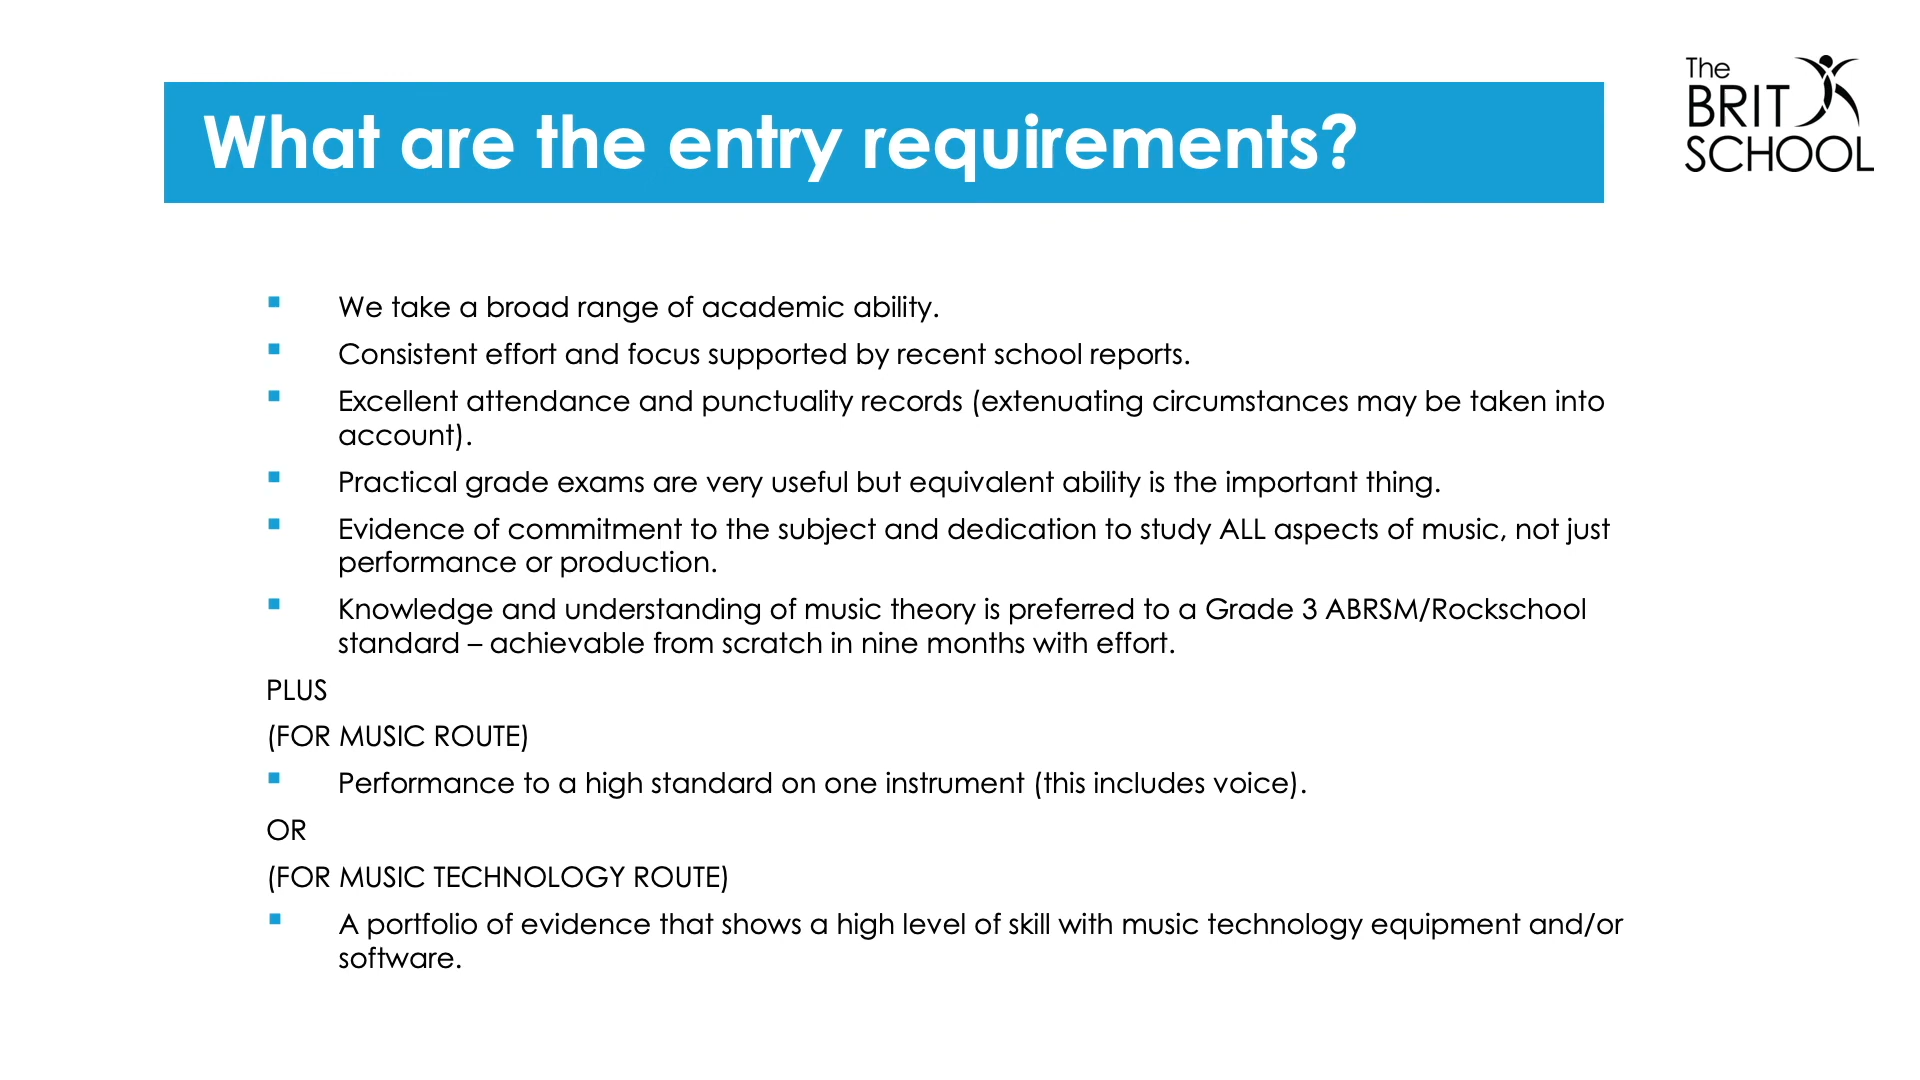 What are the entry requirements?
The
BRIT
SCHOOL
▪ We take a broad range of academic ability.
▪ Consistent effort and focus supported by recent school reports.
▪ Excellent attendance and punctuality records (extenuating circumstances may be taken into
account).
▪ Practical grade exams are very useful but equivalent ability is the important thing.
▪ Evidence of commitment to the subject and dedication to study ALL aspects of music, not just
performance or production.
▪ Knowledge and understanding of music theory is preferred to a Grade 3 ABRSM/Rockschool
standard – achievable from scratch in nine months with effort.
PLUS
(FOR MUSIC ROUTE)
▪ Performance to a high standard on one instrument (this includes voice).
OR
(FOR MUSIC TECHNOLOGY ROUTE)
▪ A portfolio of evidence that shows a high level of skill with music technology equipment and/or
software.